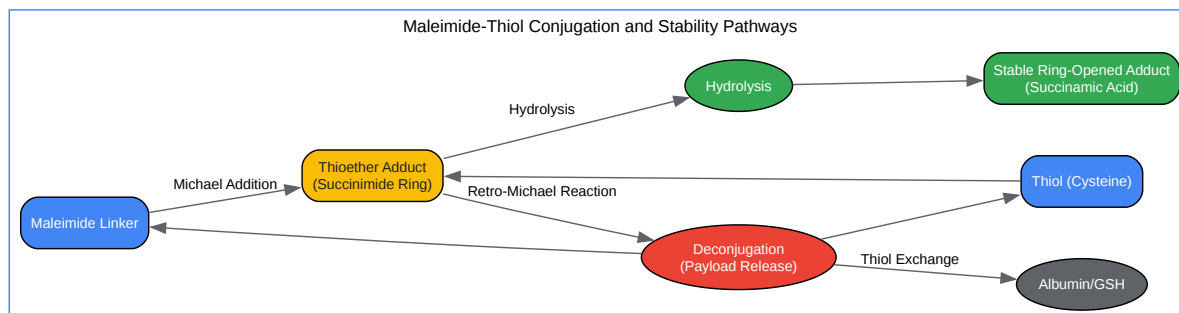 Maleimide-Thiol Conjugation and Stability Pathways
Hydrolysis
Stable Ring-Opened Adduct
(Succinamic Acid)
Hydrolysis
Thioether Adduct
(Succinimide Ring)
Michael Addition
Retro-Michael Reaction
Thiol (Cysteine)
Maleimide Linker
Deconjugation
(Payload Release)
Thiol Exchange
Albumin/GSH